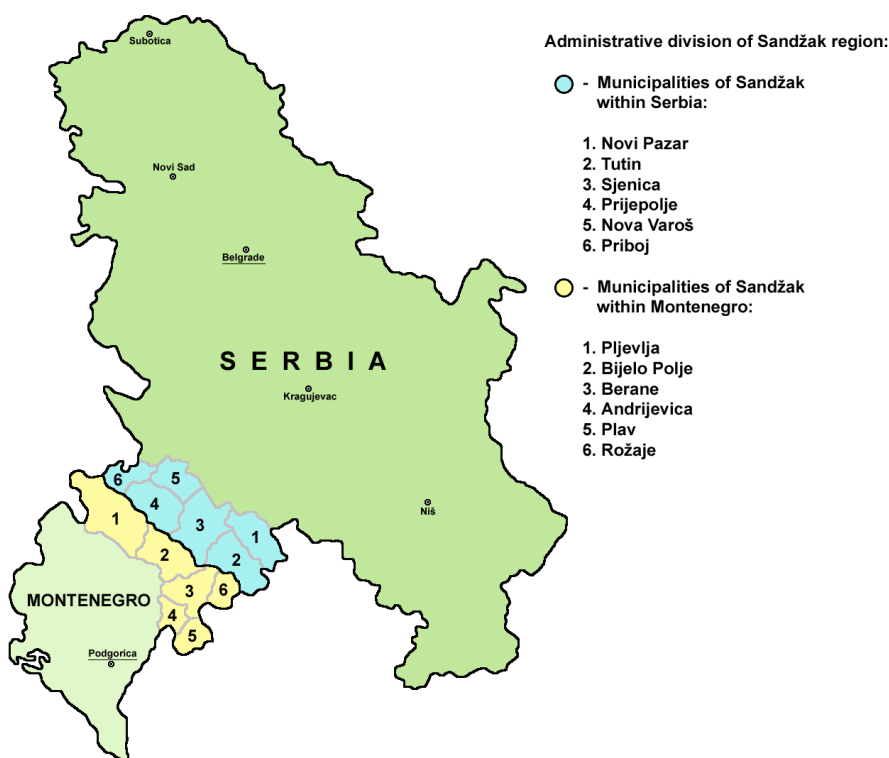 Subotica
Novi Sad
Belgrade
S E R B I A
Kragujevac
Niš
6
5
4
3
1
2
1
2
3
6
4
5
MONTENEGRO
Podgorica
Administrative division of Sandžak region:
- Municipalities of Sandžak
within Serbia:
1. Novi Pazar
2. Tutin
3. Sjenica
4. Prijepolje
5. Nova Varoš
6. Priboj
- Municipalities of Sandžak
within Montenegro:
1. Pljevlja
2. Bijelo Polje
3. Berane
4. Andrijevica
5. Plav
6. Rožaje